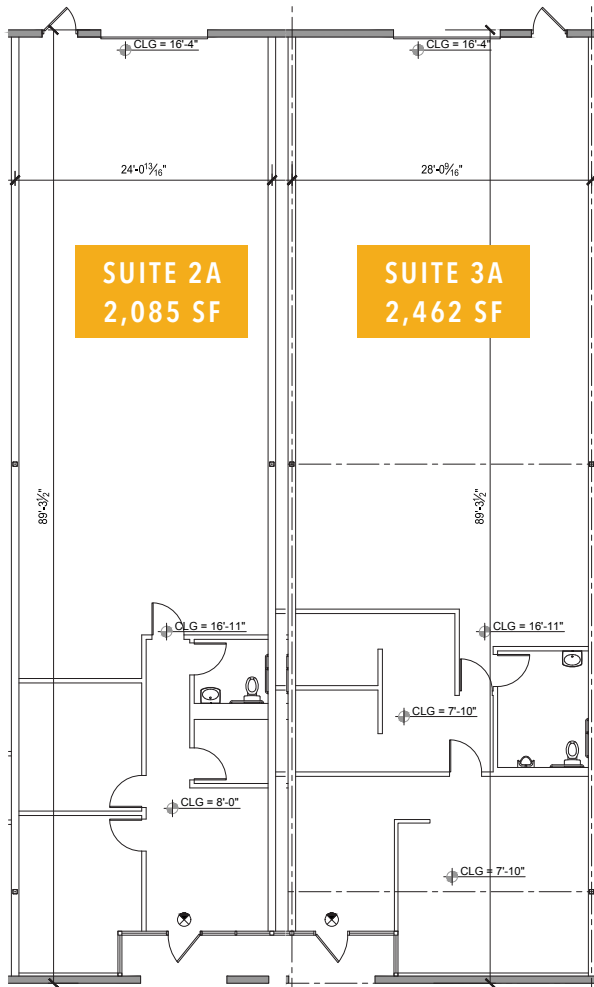 CLG = 16'-4"
CLG = 16'-4"
24'-0 13/16"
28'-0 9/16"
SUITE 2A
2,085 SF
SUITE 3A
2,462 SF
89'-3 1/2"
89'-3 1/2"
CLG = 16'-11"
CLG = 16'-11"
CLG = 7'-10"
CLG = 8'-0"
CLG = 7'-10"